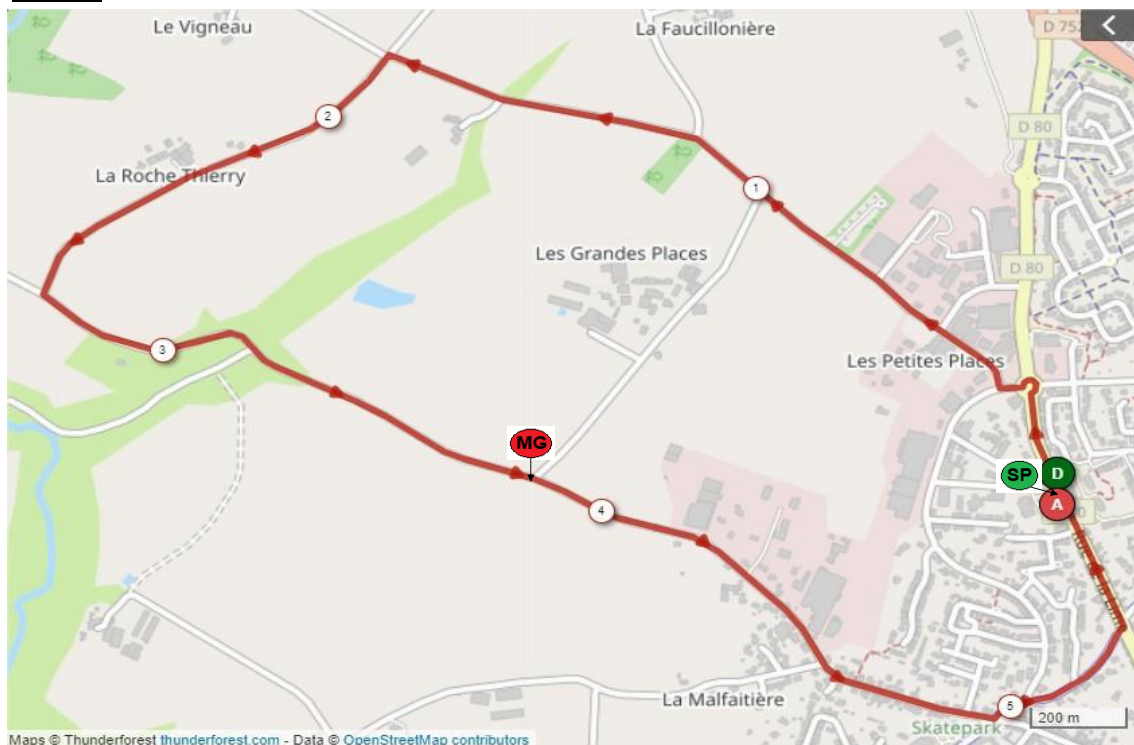 Le Vigneau
La Faucillonière
D 752
D 80
2
La Roche Thierry
1
Les Grandes Places
D 80
3
Les Petites Places
MG
SP
D
A
4
La Malfaitière
5
Skatepark
200 m
Maps © Thunderforest thunderforest.com - Data © OpenStreetMap contributors